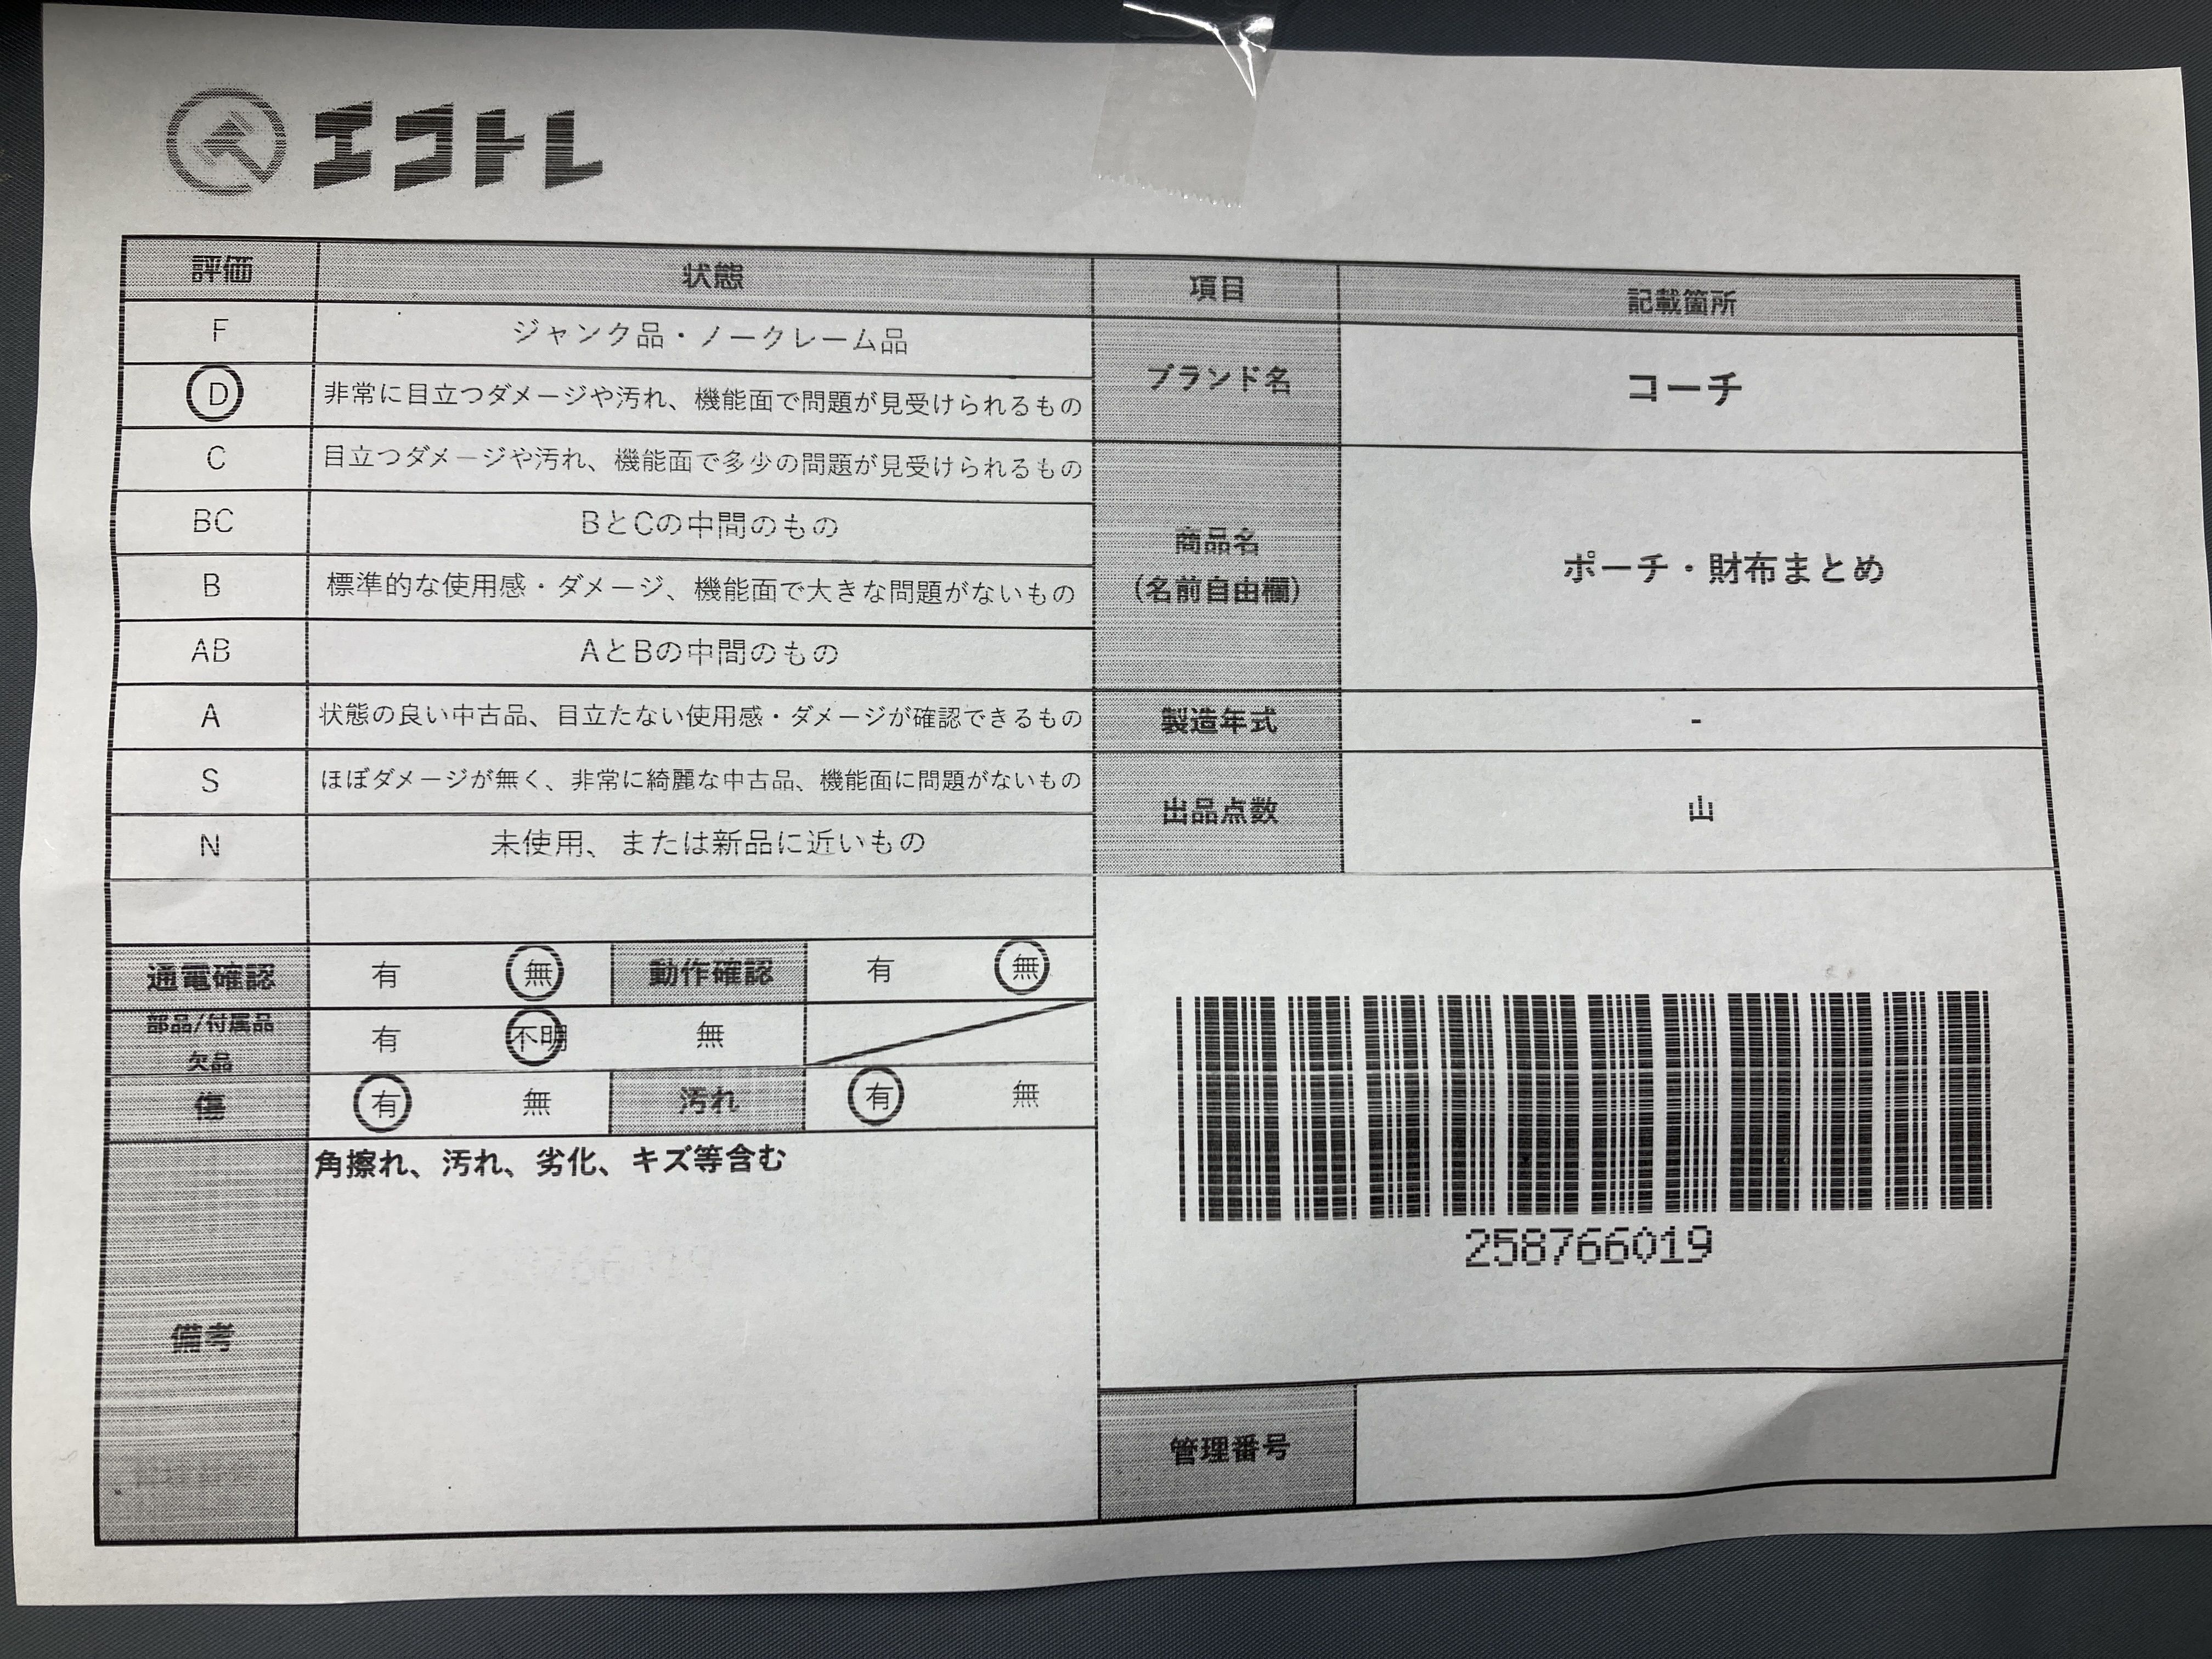 エコトレ
評価 状態
F ジャンク品・ノークレーム品
D 非常に目立つダメージや汚れ、機能面で問題が見受けられるもの
C 目立つダメージや汚れ、機能面で多少の問題が見受けられるもの
BC BとCの中間のもの
B 標準的な使用感・ダメージ、機能面で大きな問題がないもの
AB AとBの中間のもの
A 状態の良い中古品、目立たない使用感・ダメージが確認できるもの
S ほぼダメージが無く、非常に綺麗な中古品、機能面に問題がないもの
N 未使用、または新品に近いもの
通電確認 有 無 動作確認 有 無
部品/付属品
欠品 有 不明 無
傷 有 無 汚れ 有 無
備考 角擦れ、汚れ、劣化、キズ等含む
項目 記載箇所
ブランド名 コーチ
商品名
(名前自由欄) ポーチ・財布まとめ
製造年式 -
出品点数 山
258766019
管理番号